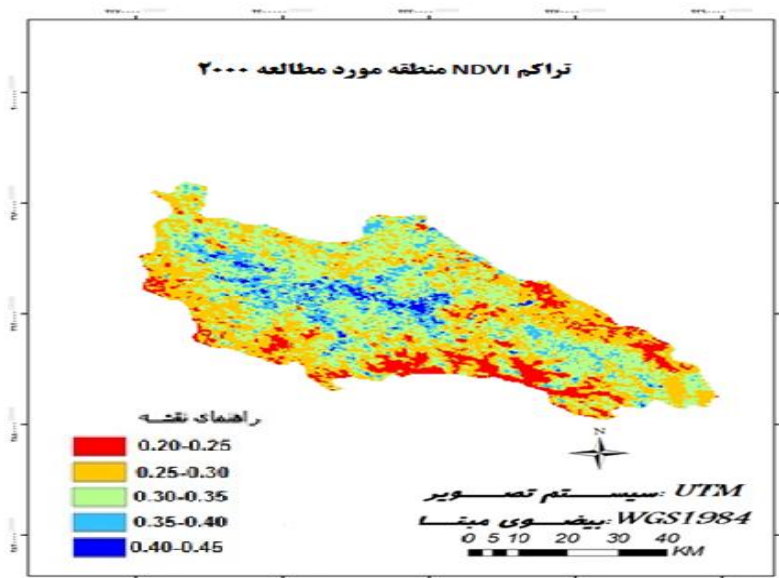 تراکم NDVI منطقه مورد مطالعه ۲۰۰۰
راهنمای نقشه
0.20-0.25
0.25-0.30
0.30-0.35
0.35-0.40
0.40-0.45
N
سیستم تصویر: UTM
بیضوی مبنا: WGS1984
0 5 10 20 30 40
KM